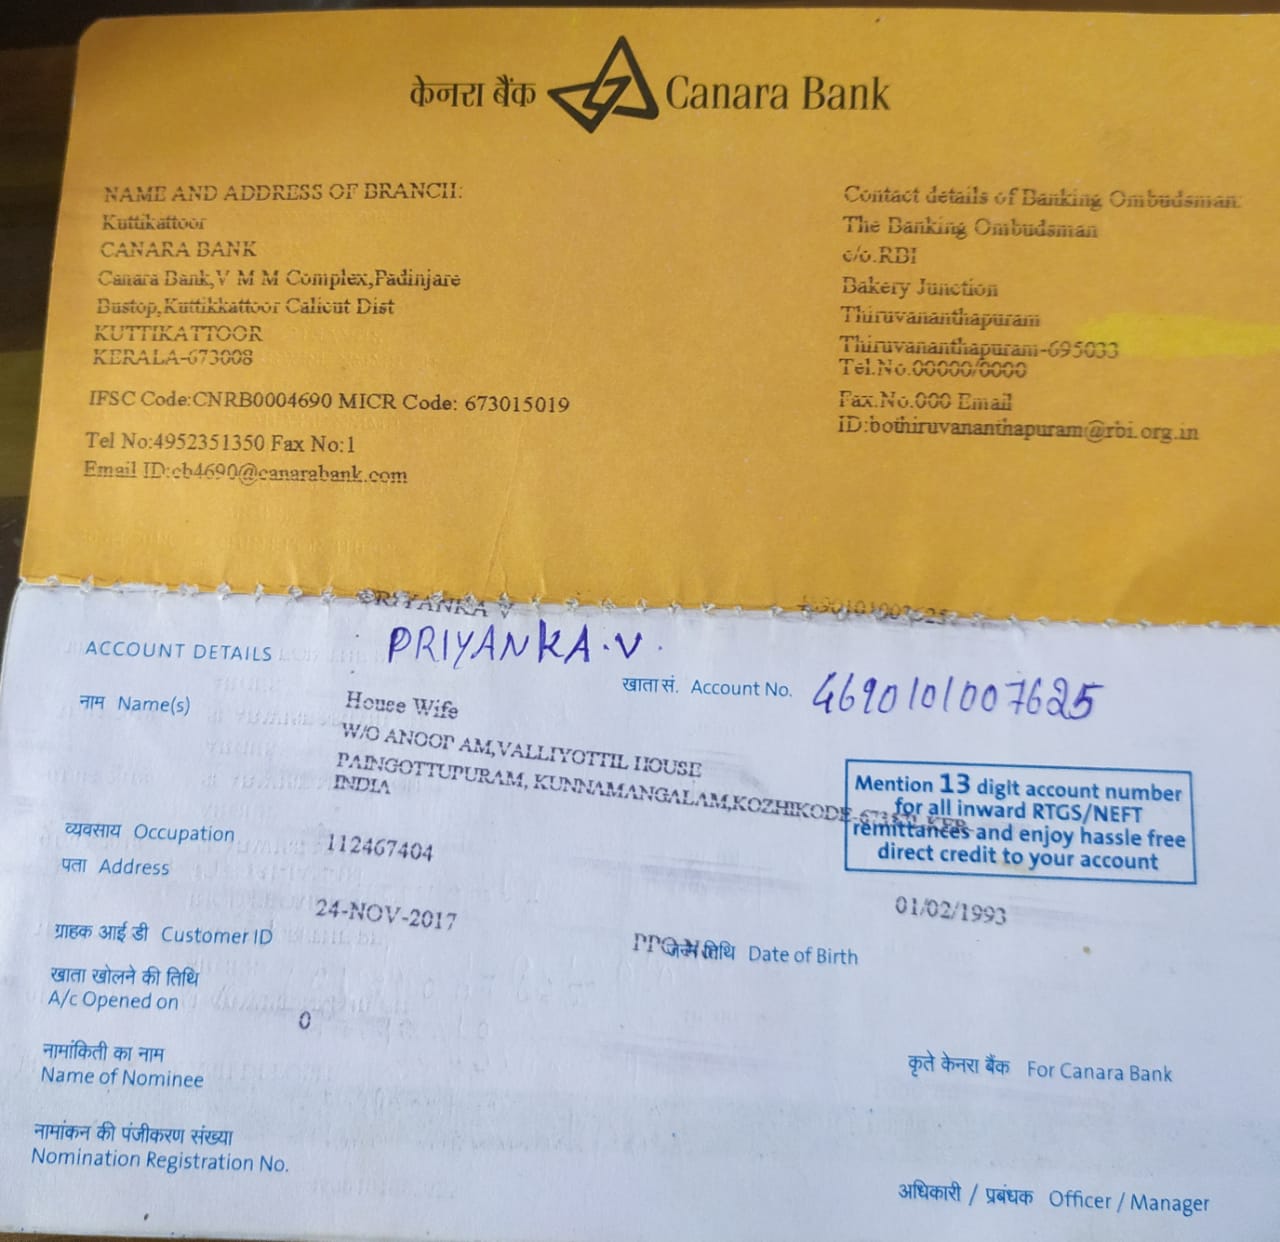 केनरा बैंक Canara Bank
NAME AND ADDRESS OF BRANCH:
Kuttikattoor
CANARA BANK
Canara Bank,V M M Complex,Padinjare
Bustop,Kuttikkattoor Calicut Dist
KUTTIKATTOOR
KERALA-673008
IFSC Code:CNRB0004690 MICR Code: 673015019
Tel No:4952351350 Fax No:1
Email ID:cb4690@canarabank.com
Contact details of Banking Ombudsman.
The Banking Ombudsman
c/o.RBI
Bakery Junction
Thiruvananthapuram
Thiruvananthapuram-695033
Tel.No.00000/0000
Fax.No.000 Email
ID:bothiruvananthapuram@rbi.org.in
PRIYANKA V
ACCOUNT DETAILS
PRIYANKA.V.
खाता सं. Account No. 4690101007625
नाम Name(s)
House Wife
W/O ANOOP AM,VALLIYOTTIL HOUSE
PAINGOTTUPURAM, KUNNAMANGALAM,KOZHIKODE
INDIA
Mention 13 digit account number
for all inward RTGS/NEFT
remittances and enjoy hassle free
direct credit to your account
व्यवसाय Occupation
112467404
पता Address
24-NOV-2017
01/02/1993
ग्राहक आई डी Customer ID
जन्म तिथि Date of Birth
खाता खोलने की तिथि
A/c Opened on
0
नामांकिती का नाम
Name of Nominee
कृते केनरा बैंक For Canara Bank
नामांकन की पंजीकरण संख्या
Nomination Registration No.
अधिकारी / प्रबंधक Officer / Manager